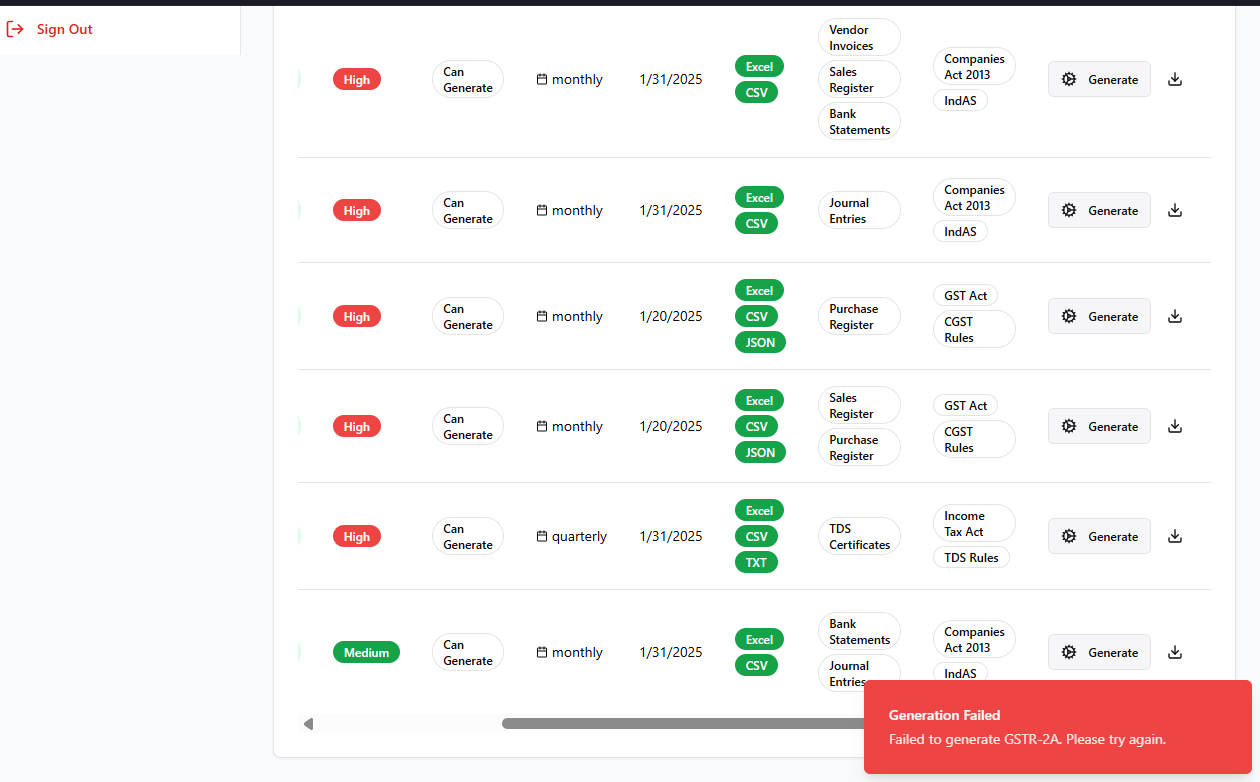 Sign Out
High
Can
Generate
monthly
1/31/2025
Excel
CSV
Vendor
Invoices
Sales
Register
Bank
Statements
Companies
Act 2013
IndAS
Generate
High
Can
Generate
monthly
1/31/2025
Excel
CSV
Journal
Entries
Companies
Act 2013
IndAS
Generate
High
Can
Generate
monthly
1/20/2025
Excel
CSV
JSON
Purchase
Register
GST Act
CGST
Rules
Generate
High
Can
Generate
monthly
1/20/2025
Excel
CSV
JSON
Sales
Register
Purchase
Register
GST Act
CGST
Rules
Generate
High
Can
Generate
quarterly
1/31/2025
Excel
CSV
TXT
TDS
Certificates
Income
Tax Act
TDS Rules
Generate
Medium
Can
Generate
monthly
1/31/2025
Excel
CSV
Bank
Statements
Journal
Entries
Companies
Act 2013
IndAS
Generate
Generation Failed
Failed to generate GSTR-2A. Please try again.